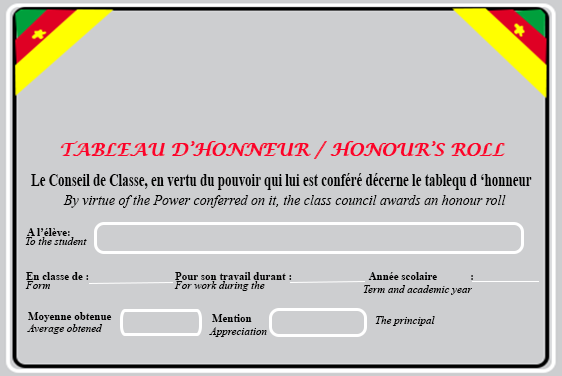 TABLEAU D'HONNEUR / HONOUR'S ROLL
Le Conseil de Classe, en vertu du pouvoir qui lui est conféré décerne le tablequ d ‘honneur
By virtue of the Power conferred on it, the class council awards an honour roll
A l'élève:
To the student
En classe de : Pour son travail durant : Année scolaire :
Form For work during the Term and academic year
Moyenne obtenue Mention The principal
Average obtened Appreciation